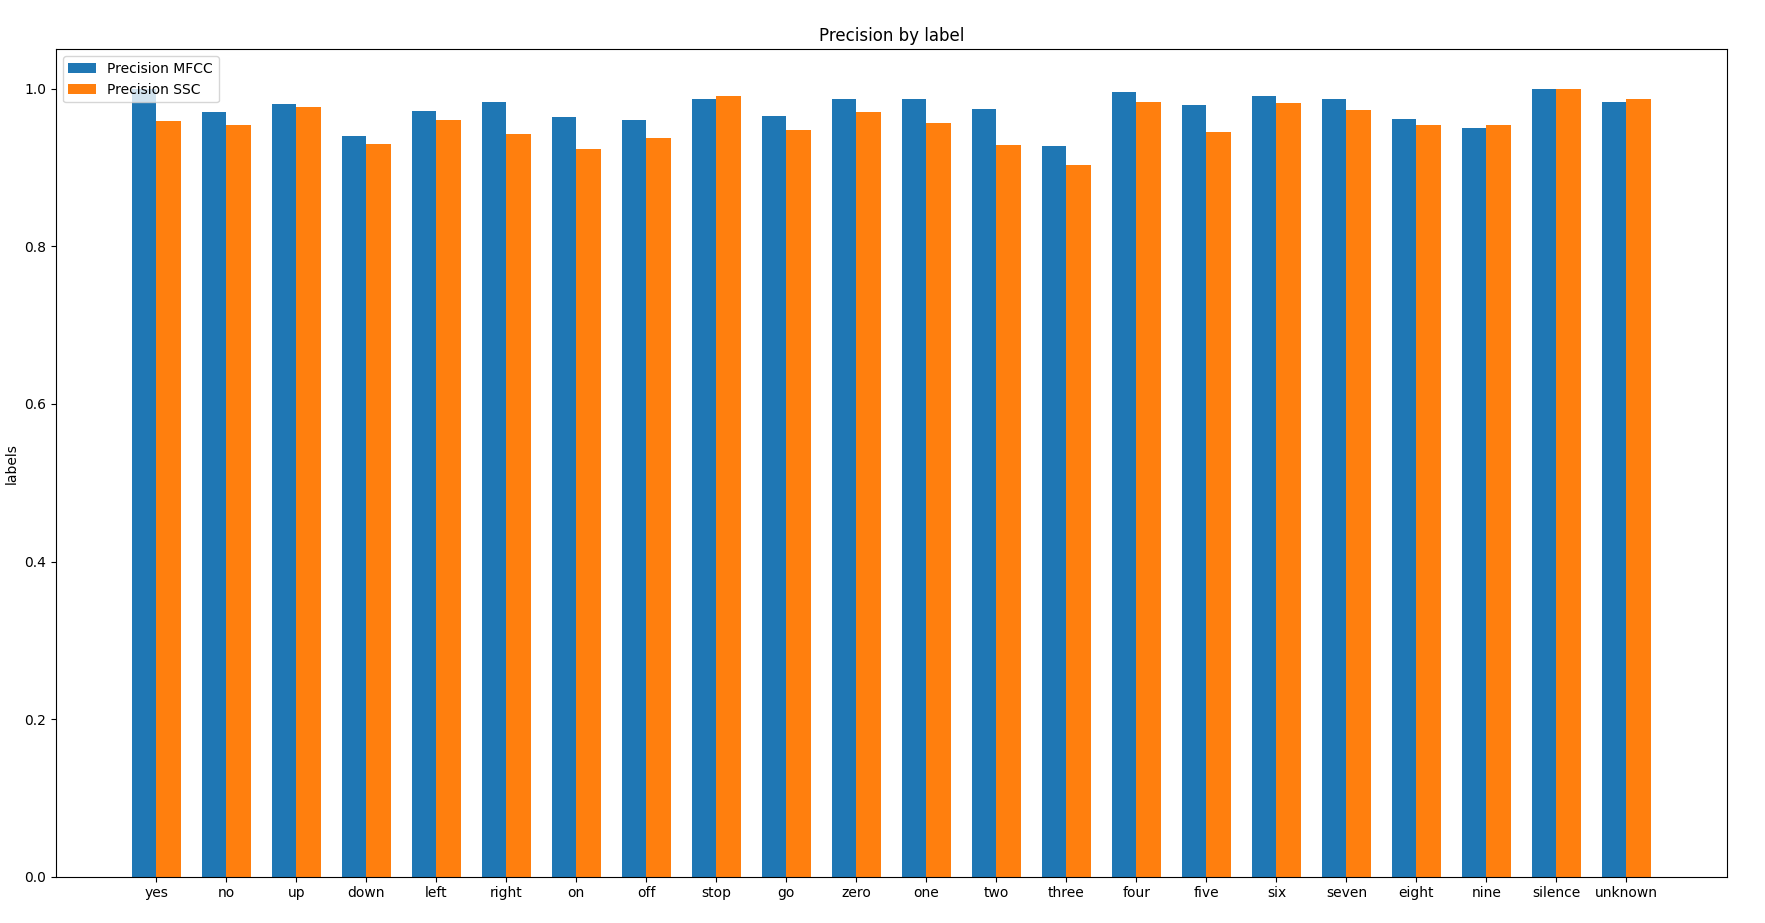 Precision by label
Precision MFCC
Precision SSC
1.0
0.8
0.6
0.4
0.2
0.0
labels
yes no up down left right on off stop go zero one two three four five six seven eight nine silence unknown